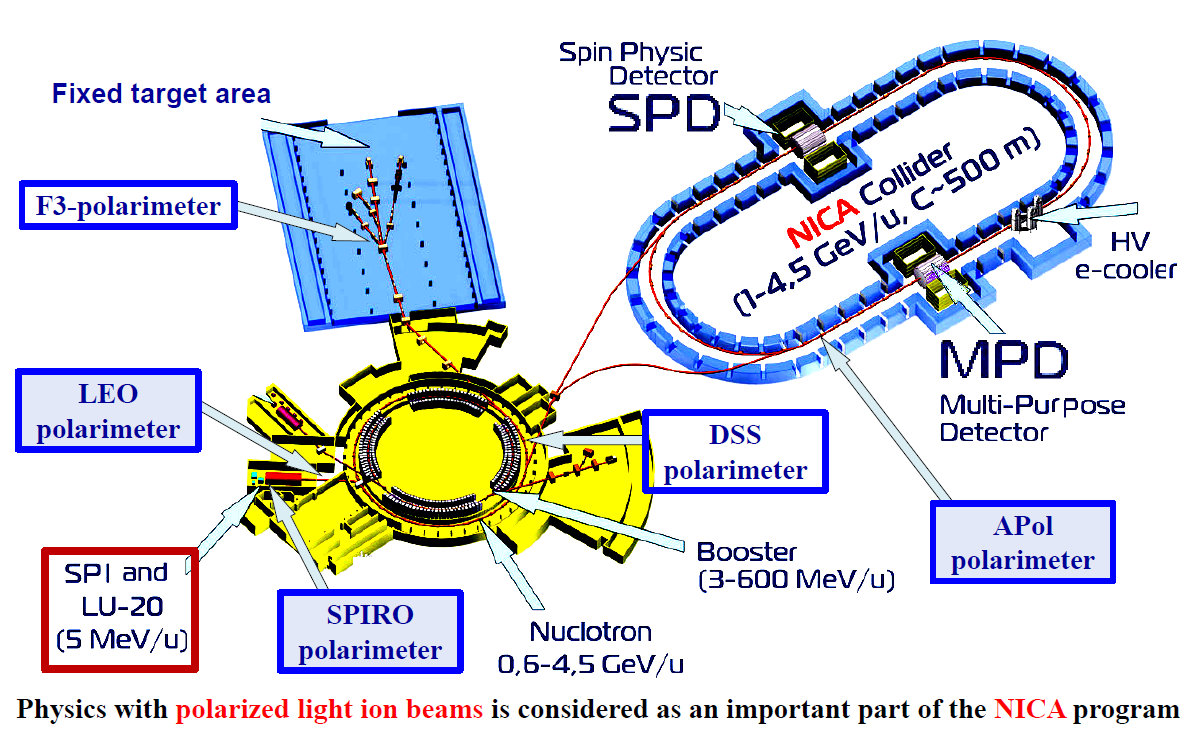 Spin Physic
Detector
SPD
Fixed target area
F3-polarimeter
NICA Collider
(1-4,5 GeV/u, C~500 m)
HV
e-cooler
MPD
Multi-Purpose
Detector
LEO
polarimeter
DSS
polarimeter
APol
polarimeter
Booster
(3-600 MeV/u)
SPI and
LU-20
(5 MeV/u)
SPIRO
polarimeter
Nuclotron
0,6-4,5 GeV/u
Physics with polarized light ion beams is considered as an important part of the NICA program